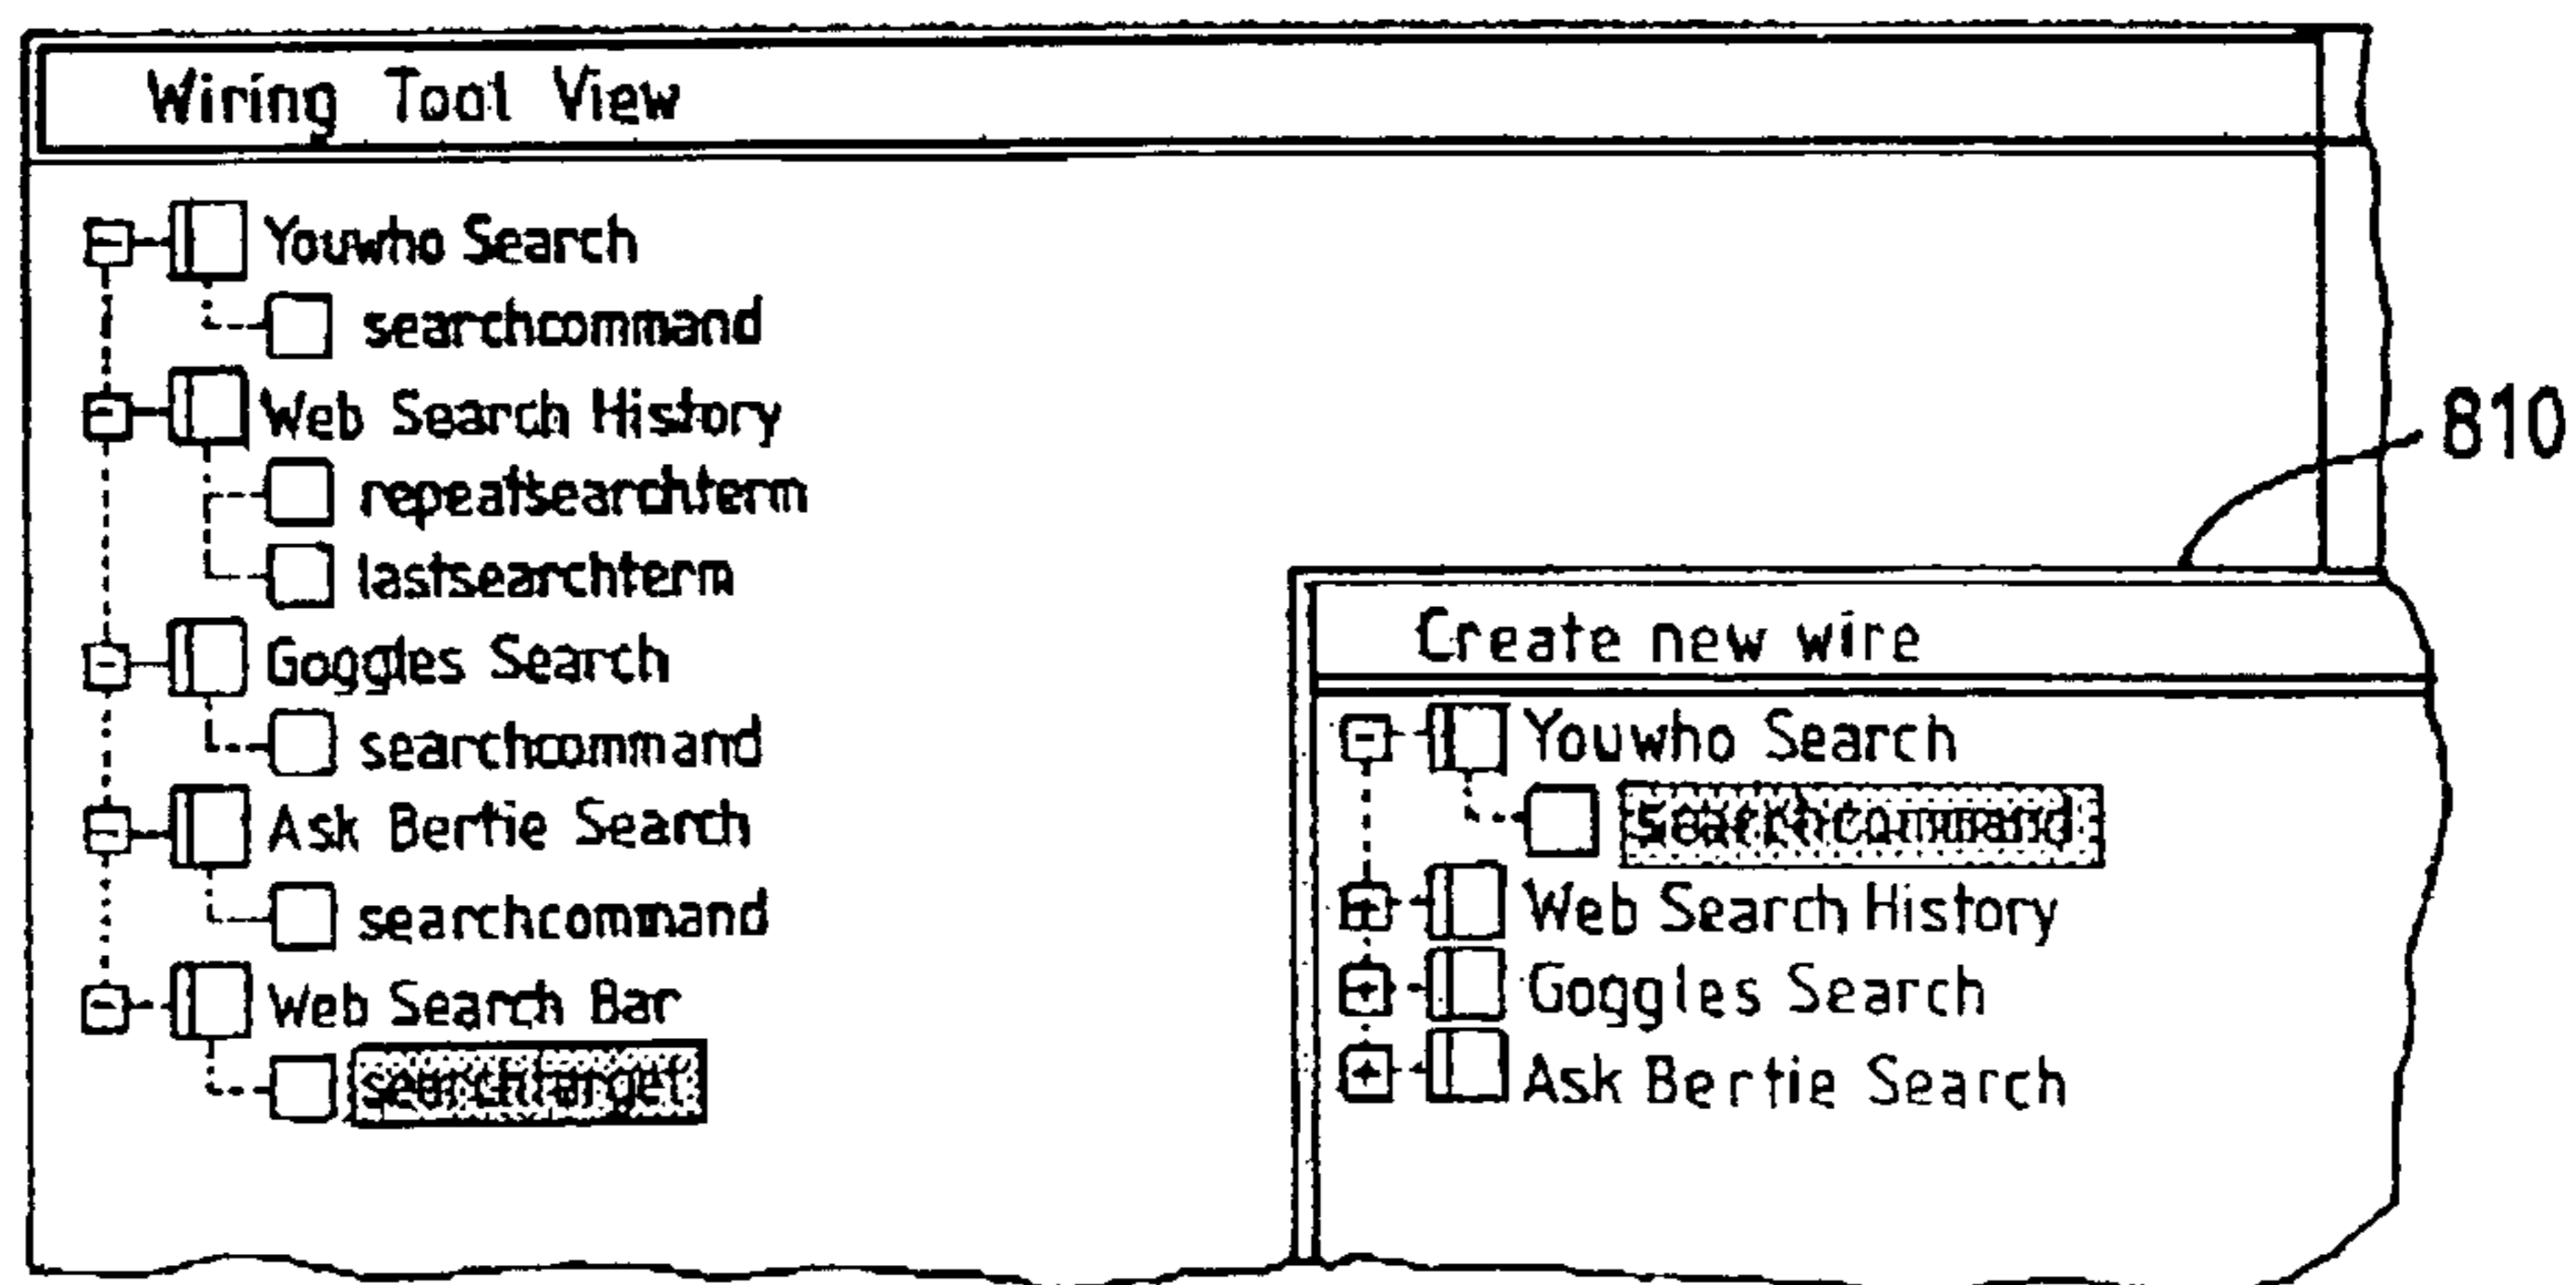 Wiring Tool View
Youwho Search
searchcommand
Web Search History
repeatsearchterm
lastsearchterm
Goggles Search
searchcommand
Ask Bertie Search
searchcommand
Web Search Bar
searchtarget
810
Create new wire
Youwho Search
searchcommand
Web Search History
Goggles Search
Ask Bertie Search